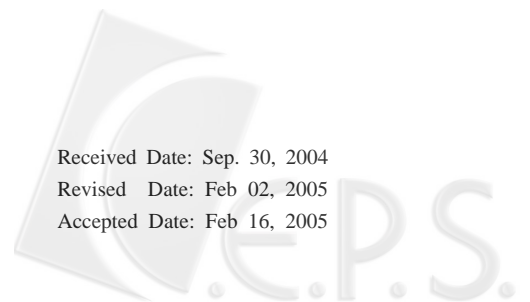 Received Date: Sep. 30, 2004
Revised Date: Feb 02, 2005
Accepted Date: Feb 16, 2005
C.E.P.S.